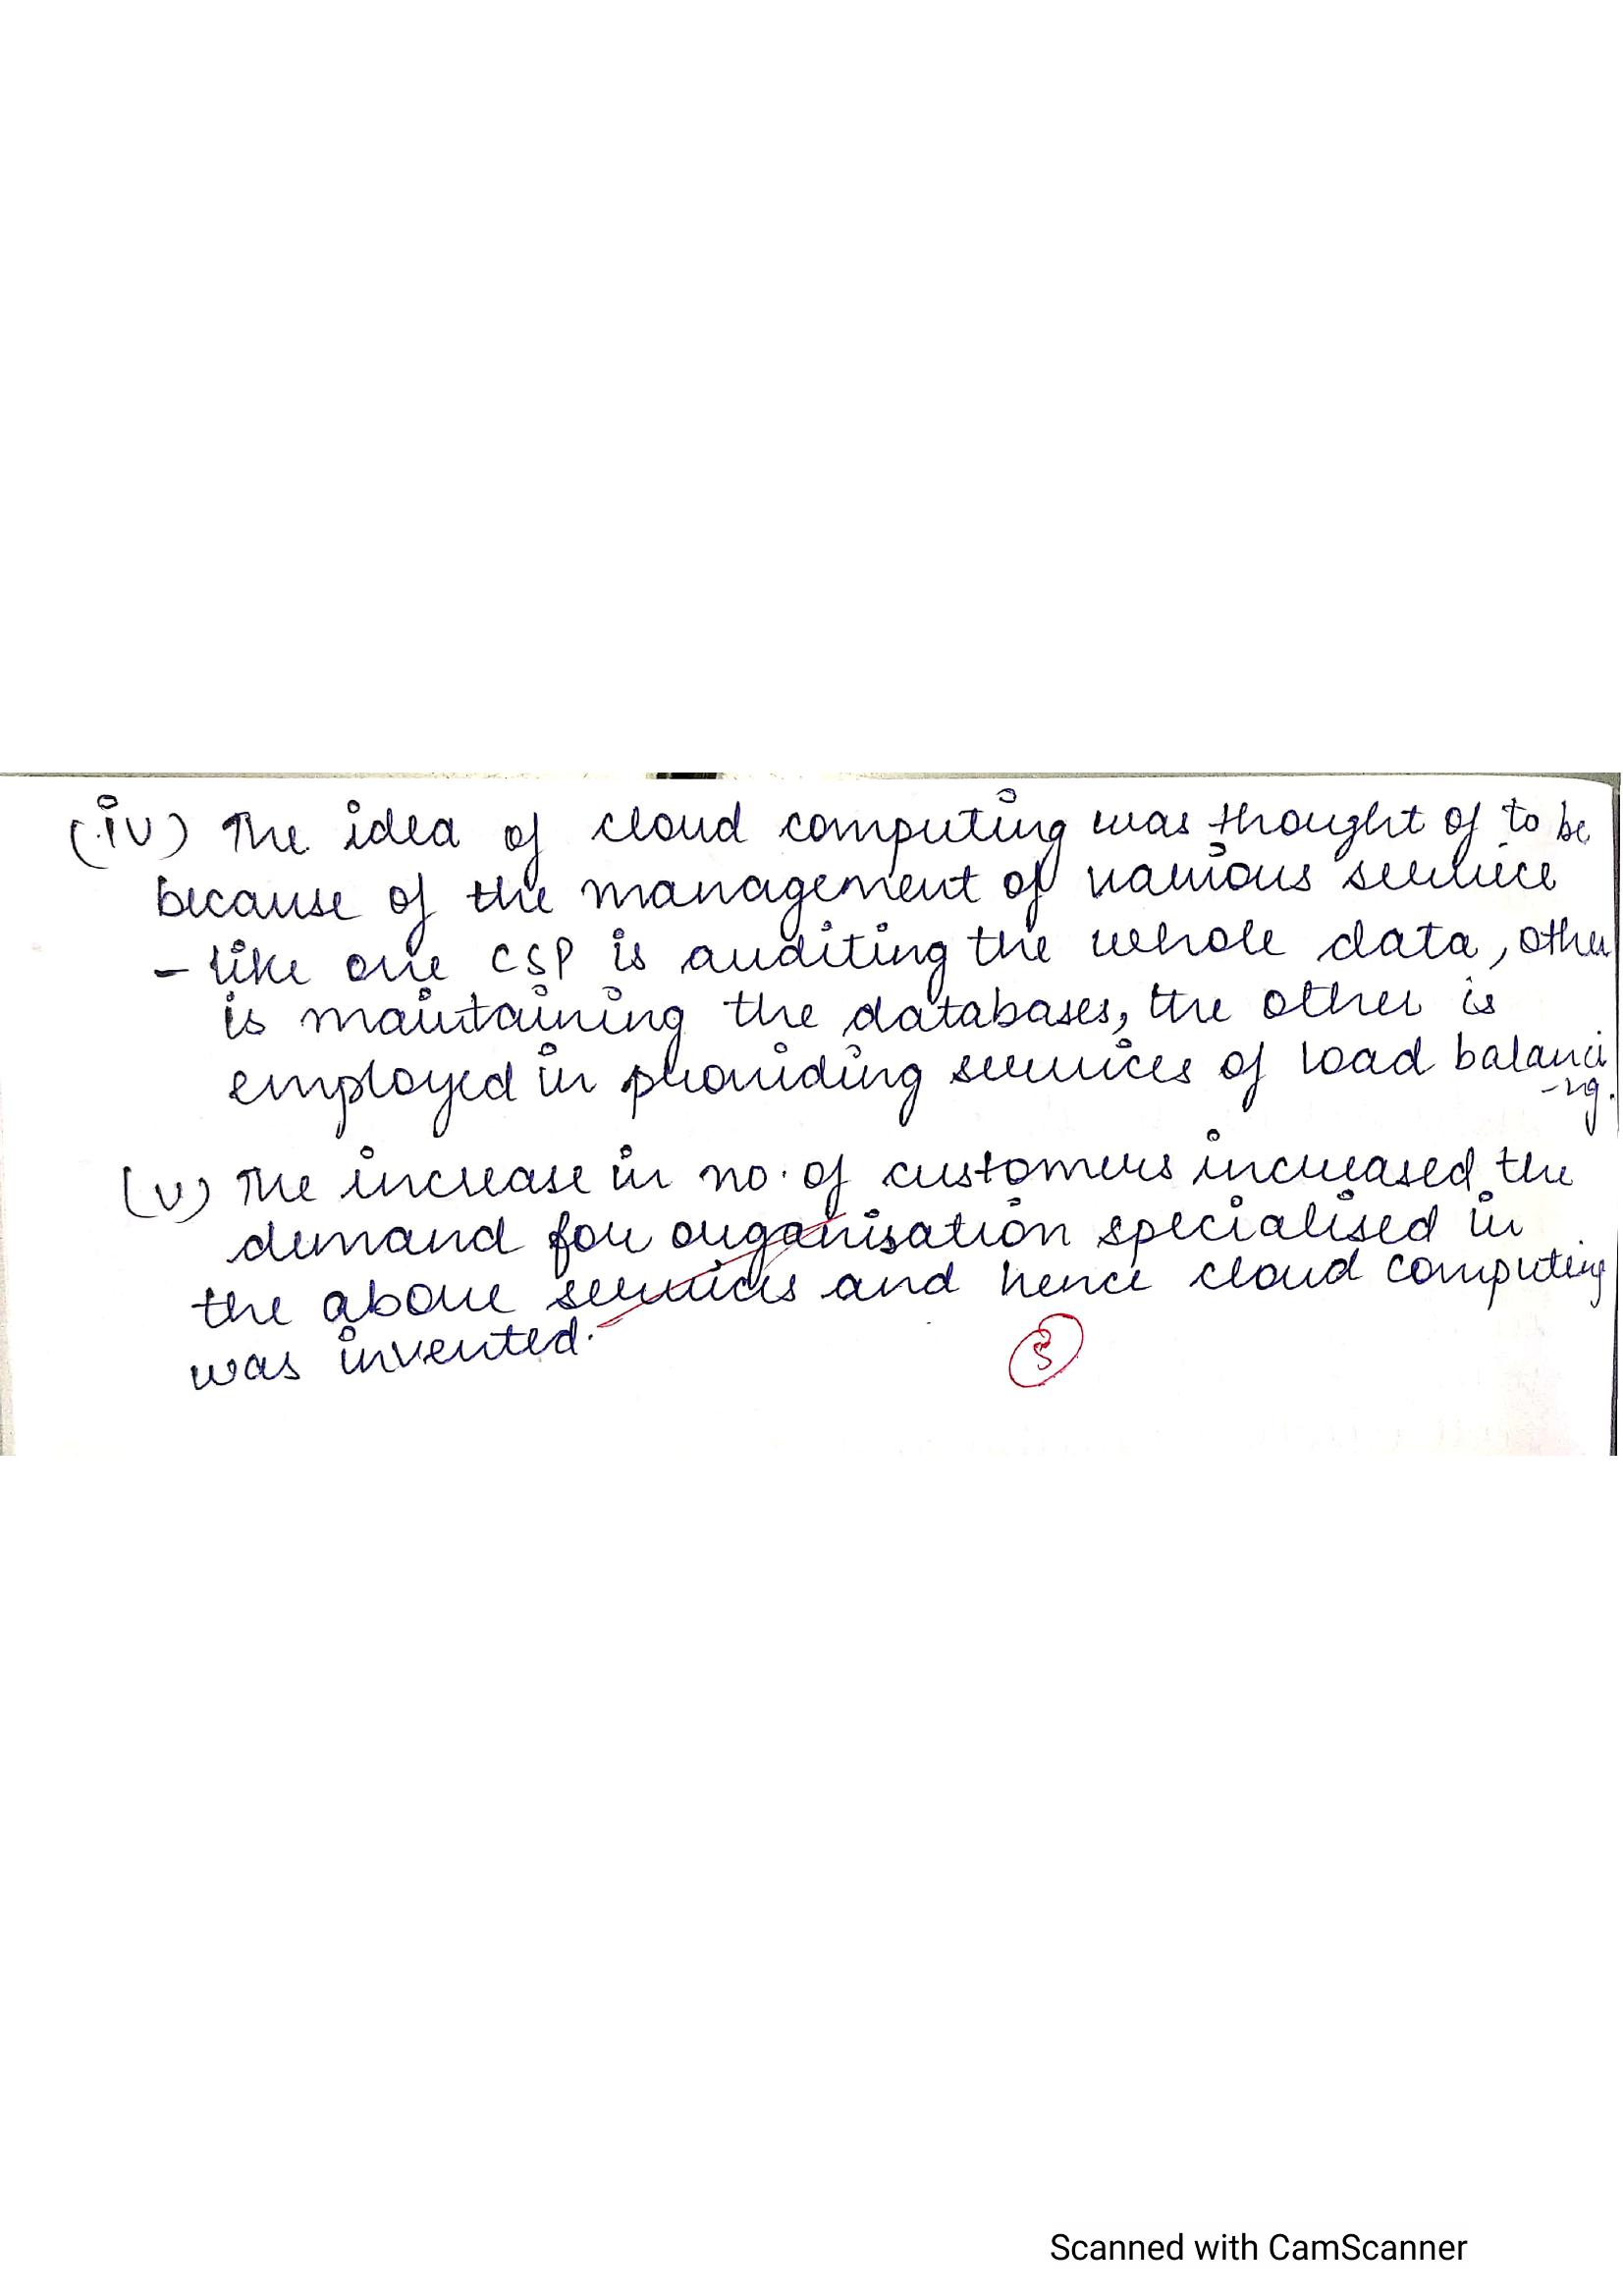 (iv) The idea of cloud computing was thought of to be
because of the management of various service
- like one CSP is auditing the whole data, other
is maintaining the databases, the other is
employed in providing services of load balanci
-ng.
(v) The increase in no. of customers increased the
demand for organisation specialised in
the above services and hence cloud computing
was invented.
Scanned with CamScanner